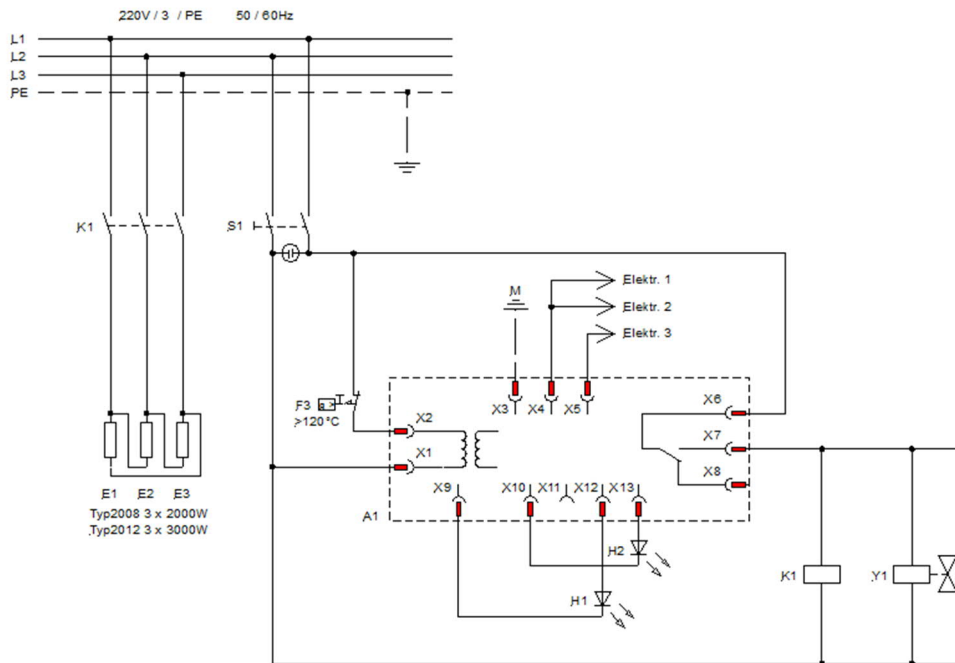 220V / 3 / PE 50 / 60Hz
L1
L2
L3
PE
K1
S1
Elektr. 1
M
Elektr. 2
Elektr. 3
F3
>120°C
X3
X4
X5
X6
X2
X7
X1
X8
X9
X10
X11
X12
X13
A1
E1 E2 E3
Typ2008 3 x 2000W
Typ2012 3 x 3000W
H2
H1
K1
Y1